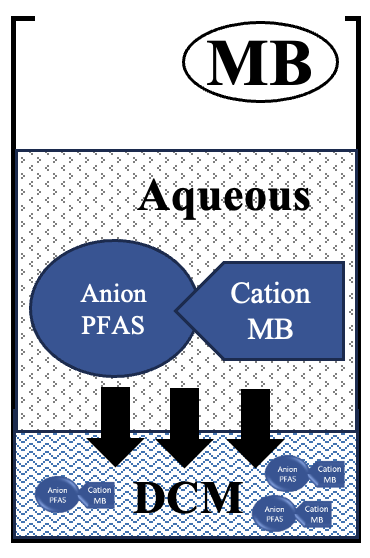 MB
Aqueous
Anion
PFAS
Cation
MB
DCM
Anion
PFAS
Cation
MB
Anion
PFAS
Cation
MB
Anion
PFAS
Cation
MB